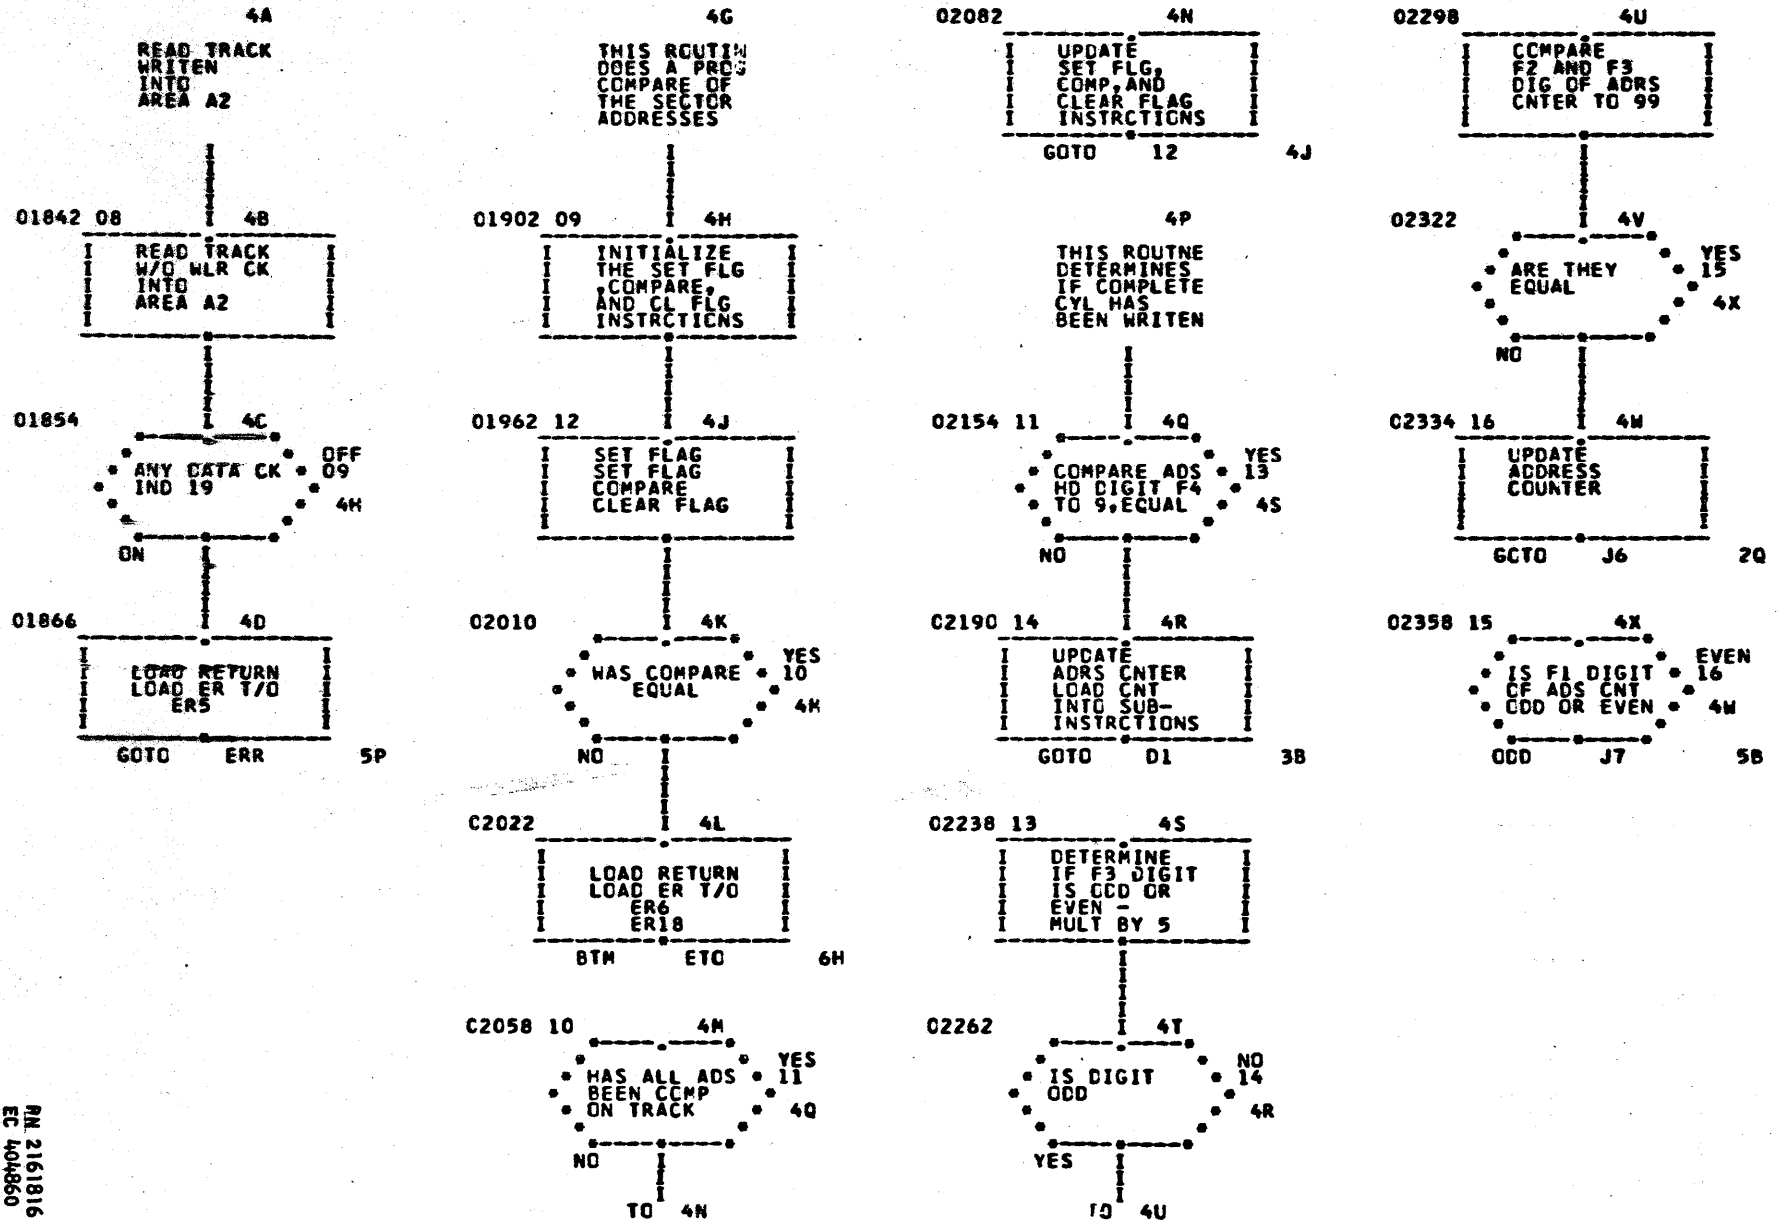 4A
READ TRACK
WRITEN
INTO
AREA A2
01842 08 4B
READ TRACK
W/O WLR CK
INTO
AREA A2
01854 4C
ANY DATA CK
IND 19
OFF
09
4H
ON
01866 4D
LOAD RETURN
LOAD ER T/O
ER5
GOTO ERR 5P
4G
THIS ROUTIN
DOES A PROG
COMPARE OF
THE SECTOR
ADDRESSES
01902 09 4H
INITIALIZE
THE SET FLG
,COMPARE,
AND CL FLG
INSTRCTIONS
01962 12 4J
SET FLAG
SET FLAG
COMPARE
CLEAR FLAG
02010 4K
WAS COMPARE
EQUAL
YES
10
4M
NO
02022 4L
LOAD RETURN
LOAD ER T/O
ER6
ER18
BTM ETO 6H
02058 10 4M
HAS ALL ADS
BEEN COMP
ON TRACK
YES
11
4Q
NO
TO 4N
02082 4N
UPDATE
SET FLG,
COMP,AND
CLEAR FLAG
INSTRCTIONS
GOTO 12 4J
4P
THIS ROUTNE
DETERMINES
IF COMPLETE
CYL HAS
BEEN WRITEN
02154 11 4Q
COMPARE ADS
HD DIGIT F4
TO 9,EQUAL
YES
13
4S
NO
02190 14 4R
UPDATE
ADRS CNTER
LOAD CNT
INTO SUB-
INSTRCTIONS
GOTO D1 3B
02238 13 4S
DETERMINE
IF F3 DIGIT
IS ODD OR
EVEN -
MULT BY 5
02262 4T
IS DIGIT
ODD
NO
14
4R
YES
TO 4U
02298 4U
COMPARE
F2 AND F3
DIG OF ADRS
CNTER TO 99
02322 4V
ARE THEY
EQUAL
YES
15
4X
NO
02334 16 4W
UPDATE
ADDRESS
COUNTER
GOTO J6 2Q
02358 15 4X
IS F1 DIGIT
OF ADS CNT
ODD OR EVEN
EVEN
16
4W
ODD J7 5B
PN 2161816
EC 404860